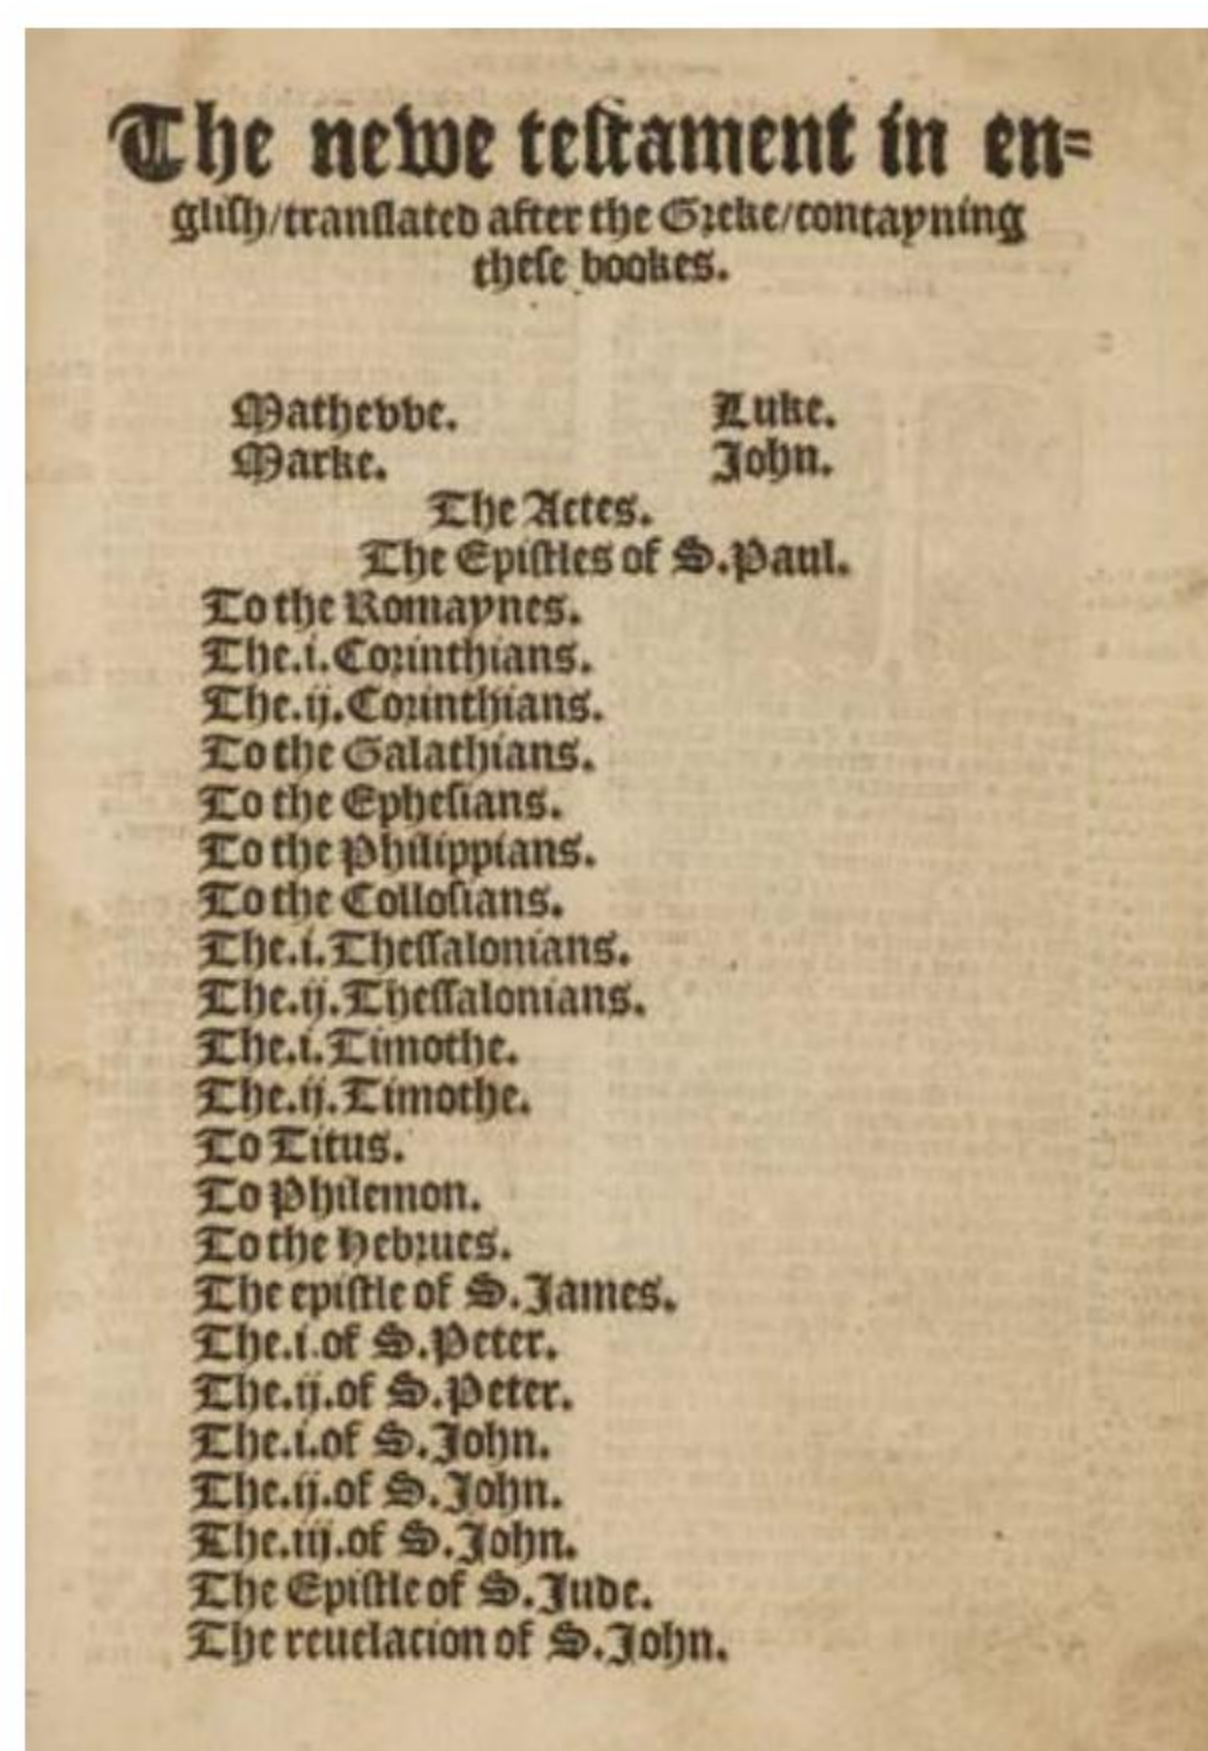 The newe testament in en=
glish/translated after the Greke/contayning
these bookes.
Mathevve. Luke.
Marke. John.
The Actes.
The Epistles of S.Paul.
To the Romaynes.
The.i.Corinthians.
The.ij.Corinthians.
To the Galathians.
To the Ephesians.
To the Philippians.
To the Collosians.
The.i.Thessalonians.
The.ij.Thessalonians.
The.i.Timothe.
The.ij.Timothe.
To Titus.
To Philemon.
To the Hebrues.
The epistle of S.James.
The.i.of S.Peter.
The.ij.of S.Peter.
The.i.of S.John.
The.ij.of S.John.
The.iij.of S.John.
The Epistle of S.Jude.
The reuelacion of S.John.